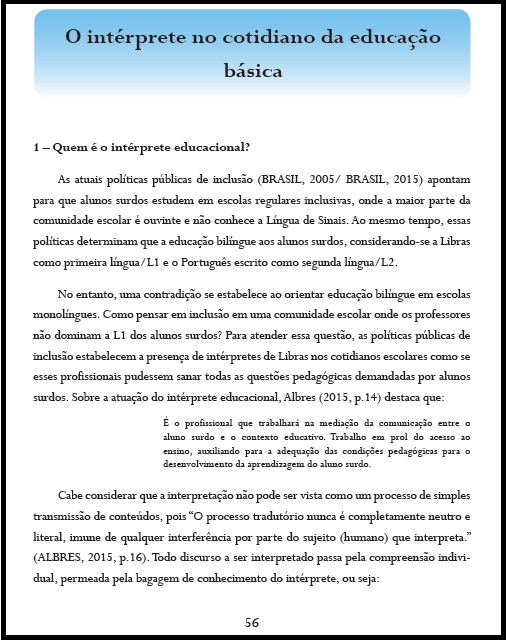 O intérprete no cotidiano da educação
básica
1 – Quem é o intérprete educacional?
As atuais políticas públicas de inclusão (BRASIL, 2005/ BRASIL, 2015) apontam
para que alunos surdos estudem em escolas regulares inclusivas, onde a maior parte da
comunidade escolar é ouvinte e não conhece a Língua de Sinais. Ao mesmo tempo, essas
políticas determinam que a educação bilíngue aos alunos surdos, considerando-se a Libras
como primeira língua/L1 e o Português escrito como segunda língua/L2.
No entanto, uma contradição se estabelece ao orientar educação bilíngue em escolas
monolíngues. Como pensar em inclusão em uma comunidade escolar onde os professores
não dominam a L1 dos alunos surdos? Para atender essa questão, as políticas públicas de
inclusão estabelecem a presença de intérpretes de Libras nos cotidianos escolares como se
esses profissionais pudessem sanar todas as questões pedagógicas demandadas por alunos
surdos. Sobre a atuação do intérprete educacional, Albres (2015, p.14) destaca que:
É o profissional que trabalhará na mediação da comunicação entre o
aluno surdo e o contexto educativo. Trabalho em prol do acesso ao
ensino, auxiliando para a adequação das condições pedagógicas para o
desenvolvimento da aprendizagem do aluno surdo.
Cabe considerar que a interpretação não pode ser vista como um processo de simples
transmissão de conteúdos, pois “O processo tradutório nunca é completamente neutro e
literal, imune de qualquer interferência por parte do sujeito (humano) que interpreta.”
(ALBRES, 2015, p.16). Todo discurso a ser interpretado passa pela compreensão indivi-
dual, permeada pela bagagem de conhecimento do intérprete, ou seja:
56